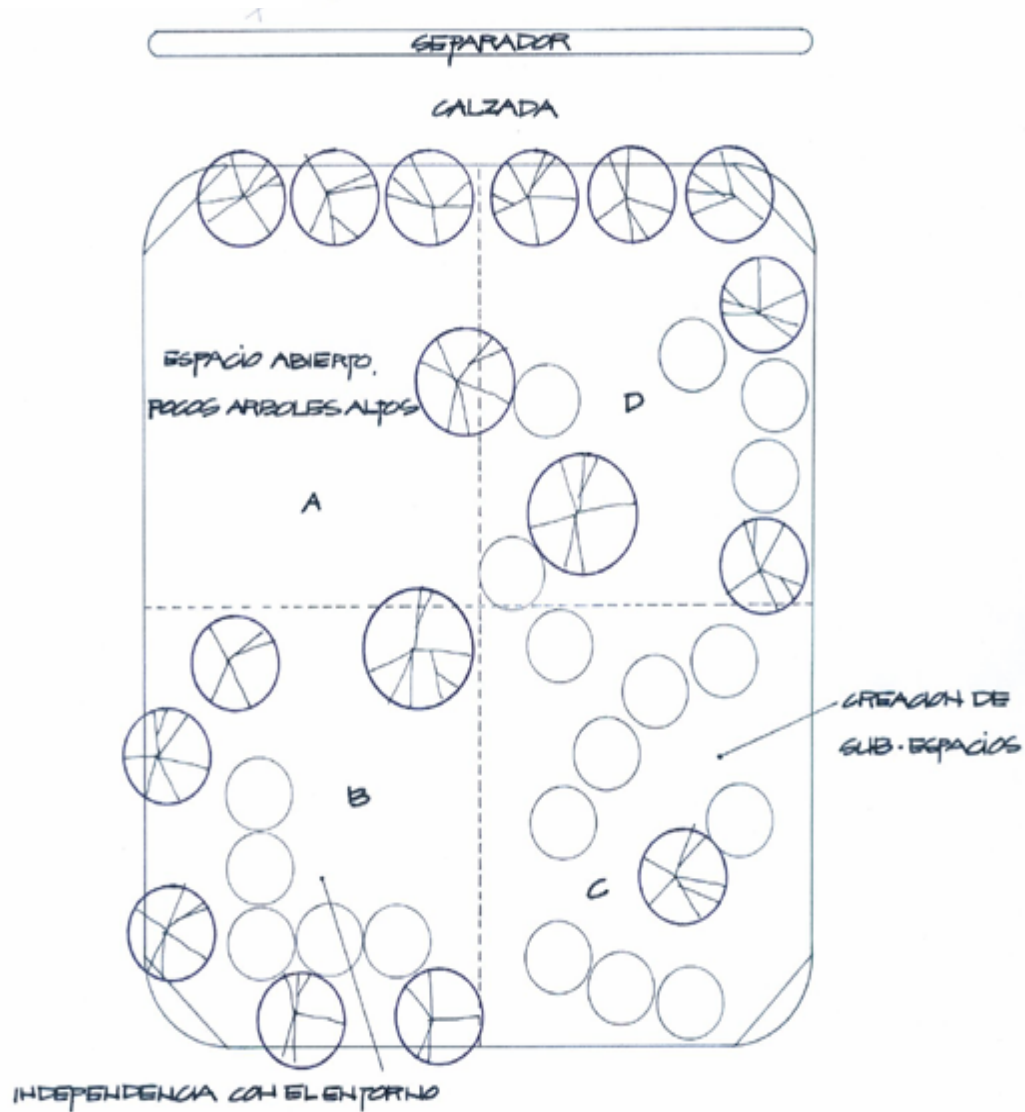 SEPARADOR
CALZADA
ESPACIO ABIERTO.
POCOS ARBOLES ALTOS
D
A
CREACION DE
SUB-ESPACIOS
B
C
INDEPENDENCIA CON EL ENTORNO